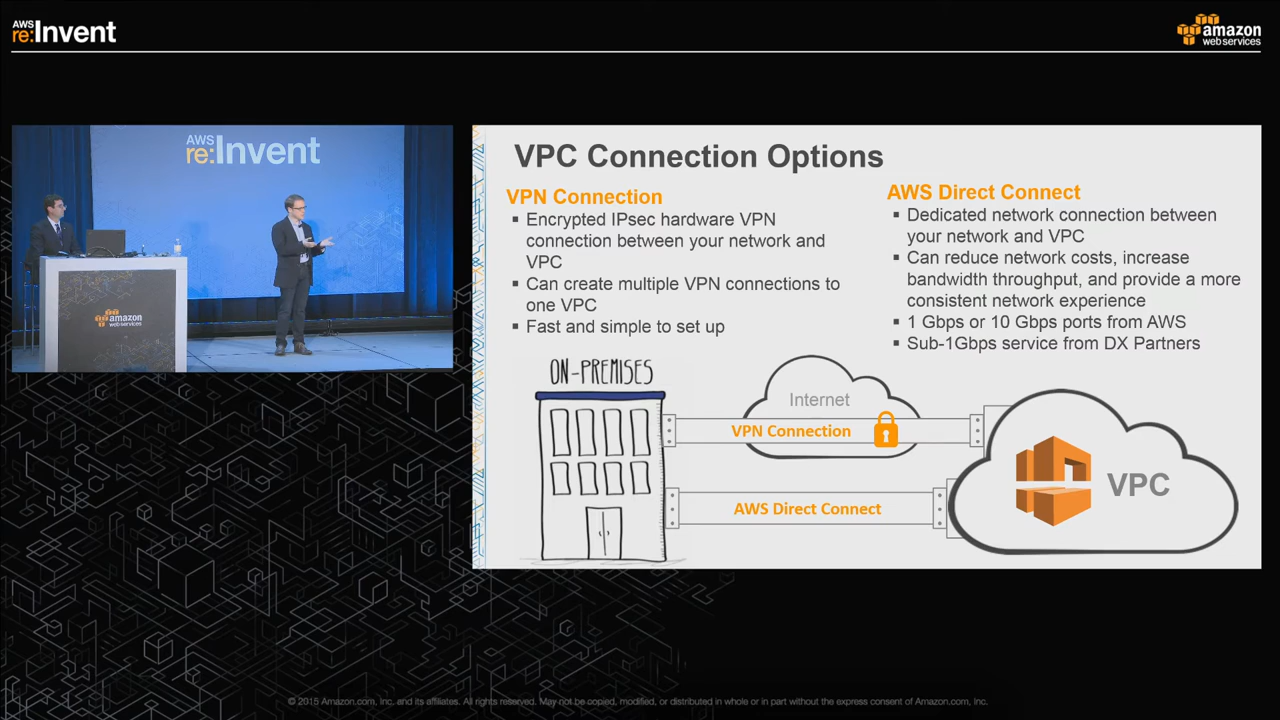 AWS
re:Invent
amazon
web services
AWS
re:Invent
amazon
web services
VPC Connection Options
VPN Connection
▪ Encrypted IPsec hardware VPN
connection between your network and
VPC
▪ Can create multiple VPN connections to
one VPC
▪ Fast and simple to set up
AWS Direct Connect
▪ Dedicated network connection between
your network and VPC
▪ Can reduce network costs, increase
bandwidth throughput, and provide a more
consistent network experience
▪ 1 Gbps or 10 Gbps ports from AWS
▪ Sub-1Gbps service from DX Partners
ON-PREMISES
Internet
VPN Connection
AWS Direct Connect
VPC
© 2015 Amazon.com, Inc. and its affiliates. All rights reserved. May not be copied, modified, or distributed in whole or in part without the express consent of Amazon.com, Inc.